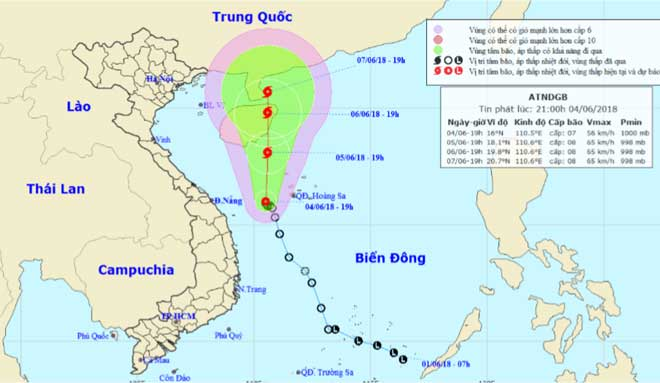 Trung Quốc
Vùng có thể có gió mạnh lớn hơn cấp 6
Vùng có thể có gió mạnh lớn hơn cấp 10
Vùng tâm bão, áp thấp có khả năng đi qua
Vị trí tâm bão, áp thấp nhiệt đới, vùng thấp đã qua
Vị trí tâm bão, áp thấp nhiệt đới, vùng thấp hiện tại và dự báo
07/06/18 - 19h
06/06/18 - 19h
05/06/18 - 19h
04/06/18 - 19h
01/06/18 - 07h
ATNDGB
Tin phát lúc: 21:00h 04/06/2018
Ngày-giờ Vĩ độ Kinh độ Cấp bão Vmax Pmin
04/06-19h 16°N 110.5°E cấp: 07 56 km/h 1000 mb
05/06-19h 18.1°N 110.6°E cấp: 08 65 km/h 998 mb
06/06-19h 19.8°N 110.6°E cấp: 08 65 km/h 998 mb
07/06-19h 20.7°N 110.6°E cấp: 08 65 km/h 998 mb
Hà Nội
Lào
Vinh
Thái Lan
Đ.Nẵng
QĐ. Hoàng Sa
Campuchia
Biển Đông
N.Trang
TP.HCM
Phú Quốc
Phú Quý
Cà Mau
Côn Đảo
QĐ. Trường Sa